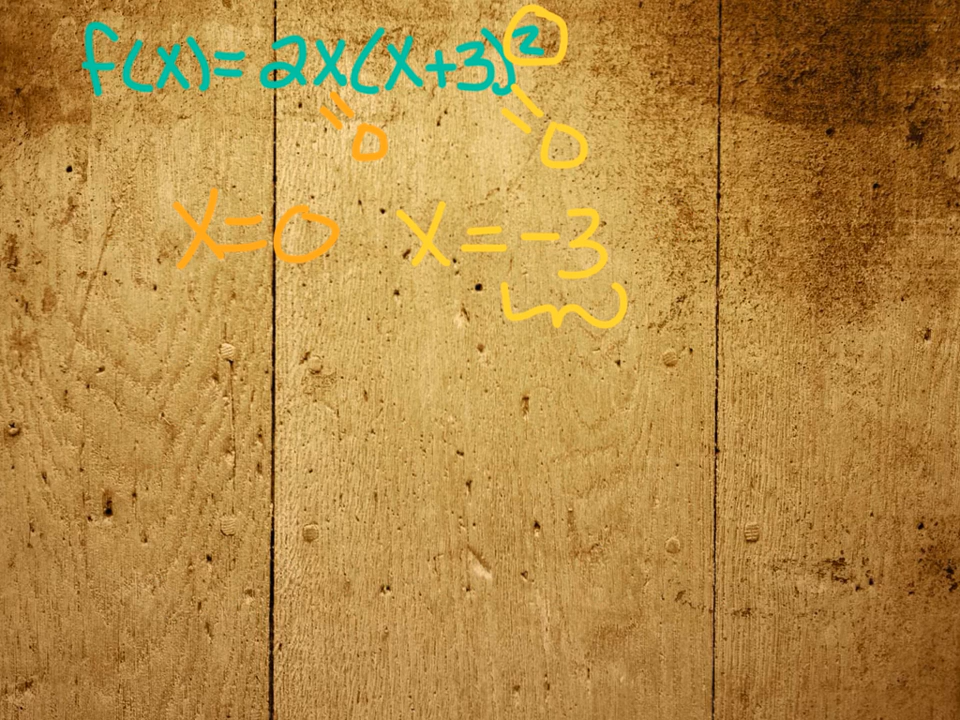 f(x)=2x(x+3)²
=0 =0
x=0 x=-3